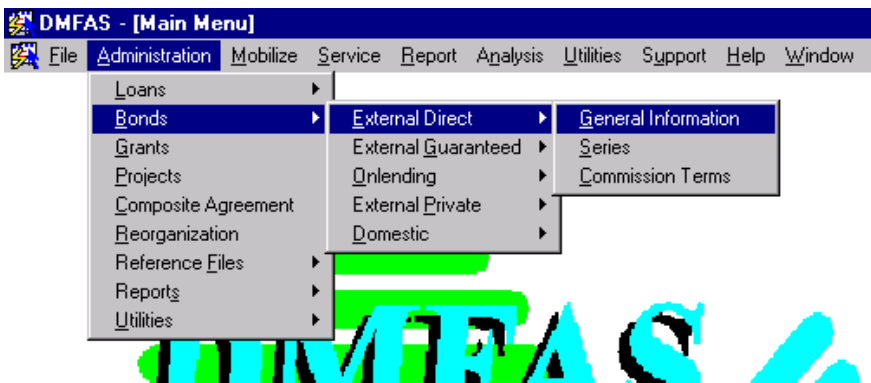 DMFAS - [Main Menu]
File Administration Mobilize Service Report Analysis Utilities Support Help Window
Loans
Bonds External Direct General Information
Grants External Guaranteed Series
Projects Onlending Commission Terms
Composite Agreement External Private
Reorganization Domestic
Reference Files
Reports
Utilities
DMFAS